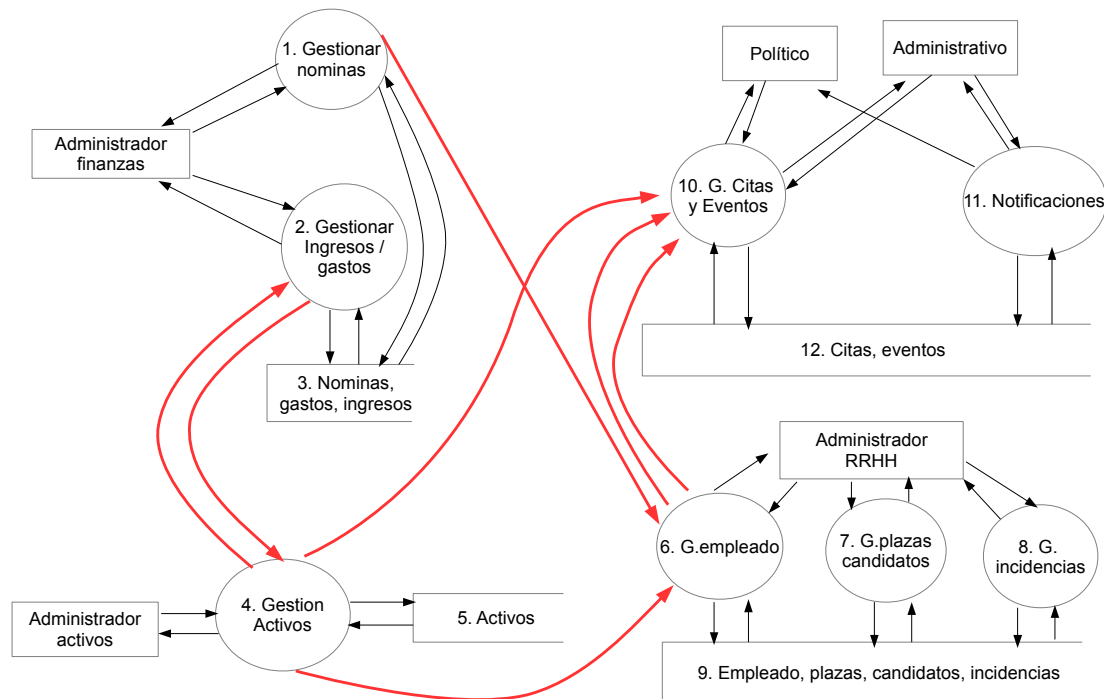 1. Gestionar
nominas
Político
Administrativo
Administrador
finanzas
10. G. Citas
y Eventos
11. Notificaciones
2. Gestionar
Ingresos /
gastos
12. Citas, eventos
3. Nominas,
gastos, ingresos
Administrador
RRHH
6. G.empleado
7. G.plazas
candidatos
8. G.
incidencias
4. Gestion
Activos
Administrador
activos
5. Activos
9. Empleado, plazas, candidatos, incidencias